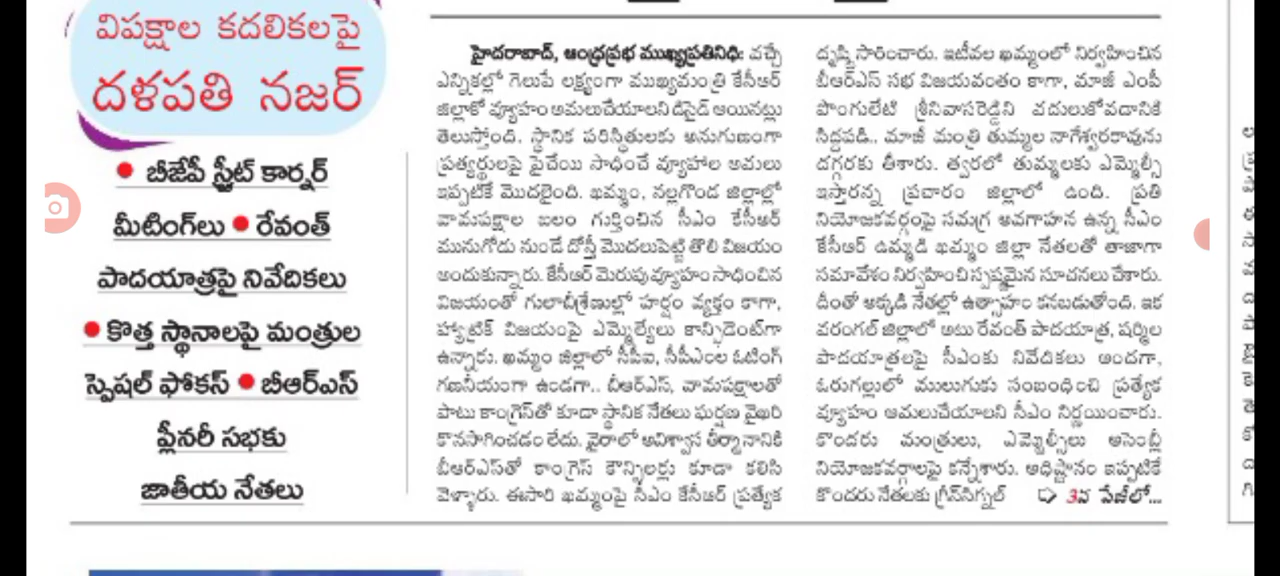 విపక్షాల కదలికలపై
దళపతి నజర్
• బీజేపీ స్ట్రీట్ కార్నర్
మీటింగ్‌లు • రేవంత్
పాదయాత్రపై నివేదికలు
• కొత్త స్థానాలపై మంత్రుల
స్పెషల్ ఫోకస్ • బీఆర్ఎస్
ప్లీనరీ సభకు
జాతీయ నేతలు
హైదరాబాద్, ఆంధ్రప్రభ ముఖ్యప్రతినిధి: వచ్చే
ఎన్నికల్లో గెలుపే లక్ష్యంగా ముఖ్యమంత్రి కేసీఆర్
జిల్లాకో వ్యూహం అమలుచేయాలని డిసైడ్ అయినట్లు
తెలుస్తోంది. స్థానిక పరిస్థితులకు అనుగుణంగా
ప్రత్యర్థులపై పైచేయి సాధించే వ్యూహాల అమలు
ఇప్పటికే మొదలైంది. ఖమ్మం, నల్లగొండ జిల్లాల్లో
వామపక్షాల బలం గుర్తించిన సీఎం కేసీఆర్
మునుగోడు నుండే దోస్తీ మొదలుపెట్టి తొలి విజయం
అందుకున్నారు. కేసీఆర్ మెరుపువ్యూహం సాధించిన
విజయంతో గులాబీశ్రేణుల్లో హర్షం వ్యక్తం కాగా,
హ్యాట్రిక్ విజయంపై ఎమ్మెల్యేలు కాన్ఫిడెంట్‌గా
ఉన్నారు. ఖమ్మం జిల్లాలో సీపీఐ, సీపీఎంల ఓటింగ్
గణనీయంగా ఉండగా.. బీఆర్ఎస్, వామపక్షాలతో
పాటు కాంగ్రెస్‌తో కూడా స్థానిక నేతలు ఘర్షణ వైఖరి
కొనసాగించడం లేదు. వైరాలో అవిశ్వాస తీర్మానానికి
బీఆర్ఎస్‌తో కాంగ్రెస్ కౌన్సిలర్లు కూడా కలిసి
వెళ్ళారు. ఈసారి ఖమ్మంపై సీఎం కేసీఆర్ ప్రత్యేక
దృష్టి సారించారు. ఇటీవల ఖమ్మంలో నిర్వహించిన
బీఆర్ఎస్ సభ విజయవంతం కాగా, మాజీ ఎంపీ
పొంగులేటి శ్రీనివాసరెడ్డిని వదులుకోవడానికి
సిద్దపడి.. మాజీ మంత్రి తుమ్మల నాగేశ్వరరావును
దగ్గరకు తీశారు. త్వరలో తుమ్మలకు ఎమ్మెల్సీ
ఇస్తారన్న ప్రచారం జిల్లాలో ఉంది. ప్రతి
నియోజకవర్గంపై సమగ్ర అవగాహన ఉన్న సీఎం
కేసీఆర్ ఉమ్మడి ఖమ్మం జిల్లా నేతలతో తాజాగా
సమావేశం నిర్వహించి స్పష్టమైన సూచనలు చేశారు.
దీంతో అక్కడి నేతల్లో ఉత్సాహం కనబడుతోంది. ఇక
వరంగల్ జిల్లాలో అటు రేవంత్ పాదయాత్ర, షర్మిల
పాదయాత్రలపై సీఎంకు నివేదికలు అందగా,
ఓరుగల్లులో ములుగుకు సంబంధించి ప్రత్యేక
వ్యూహం అమలుచేయాలని సీఎం నిర్ణయించారు.
కొందరు మంత్రులు, ఎమ్మెల్సీలు అసెంబ్లీ
నియోజకవర్గాలపై కన్నేశారు. అధిష్టానం ఇప్పటికే
కొందరు నేతలకు గ్రీన్‌సిగ్నల్ ➩ 3వ పేజీలో...